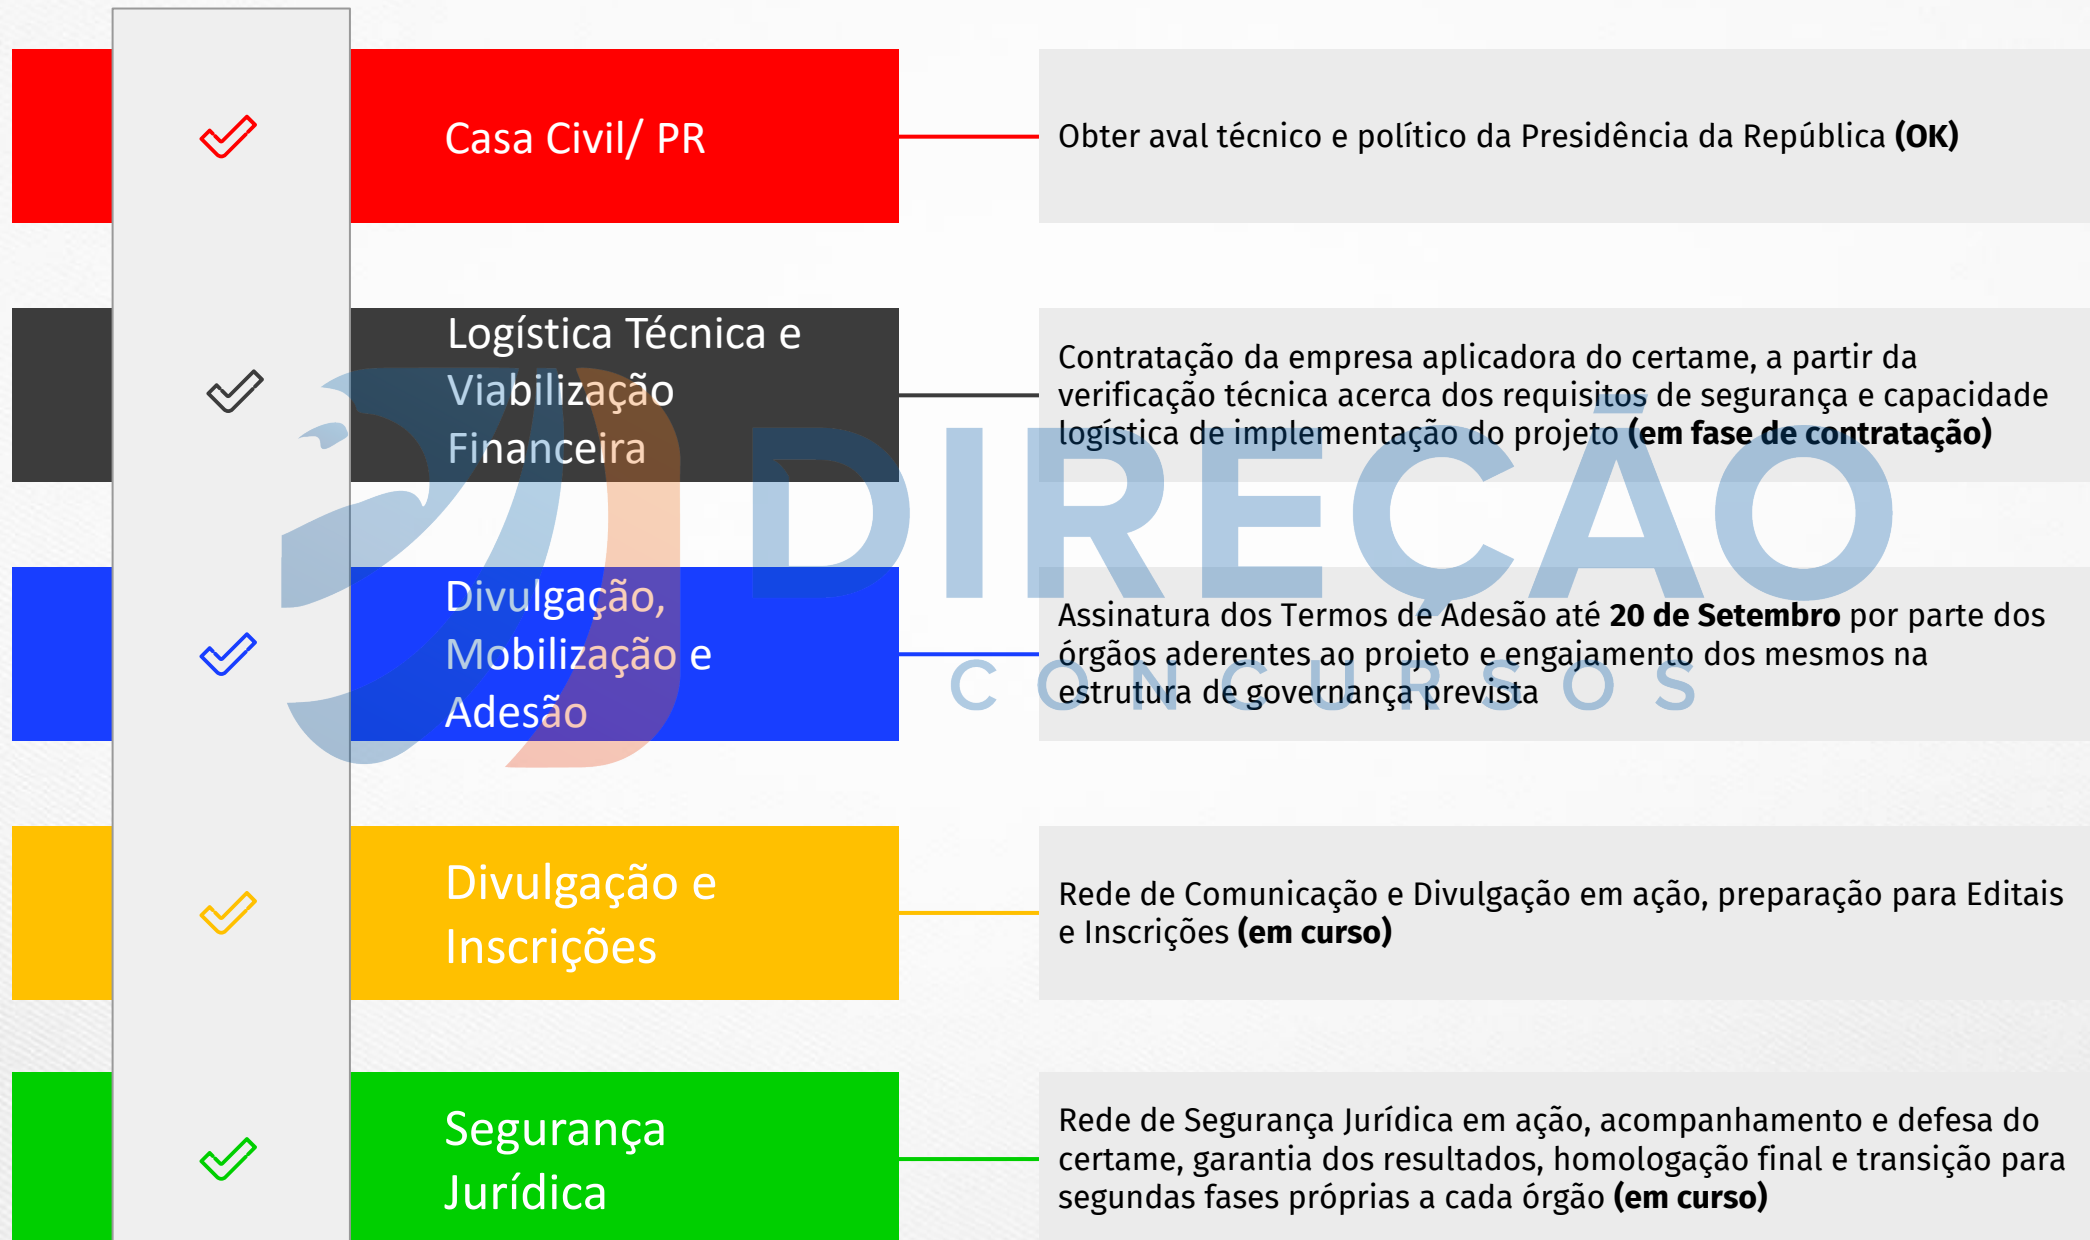 Casa Civil/ PR
Obter aval técnico e político da Presidência da República (OK)
Logística Técnica e
Viabilização
Financeira
Contratação da empresa aplicadora do certame, a partir da
verificação técnica acerca dos requisitos de segurança e capacidade
logística de implementação do projeto (em fase de contratação)
DIREÇÃO
CONCURSOS
Divulgação,
Mobilização e
Adesão
Assinatura dos Termos de Adesão até 20 de Setembro por parte dos
órgãos aderentes ao projeto e engajamento dos mesmos na
estrutura de governança prevista
Divulgação e
Inscrições
Rede de Comunicação e Divulgação em ação, preparação para Editais
e Inscrições (em curso)
Segurança
Jurídica
Rede de Segurança Jurídica em ação, acompanhamento e defesa do
certame, garantia dos resultados, homologação final e transição para
segundas fases próprias a cada órgão (em curso)